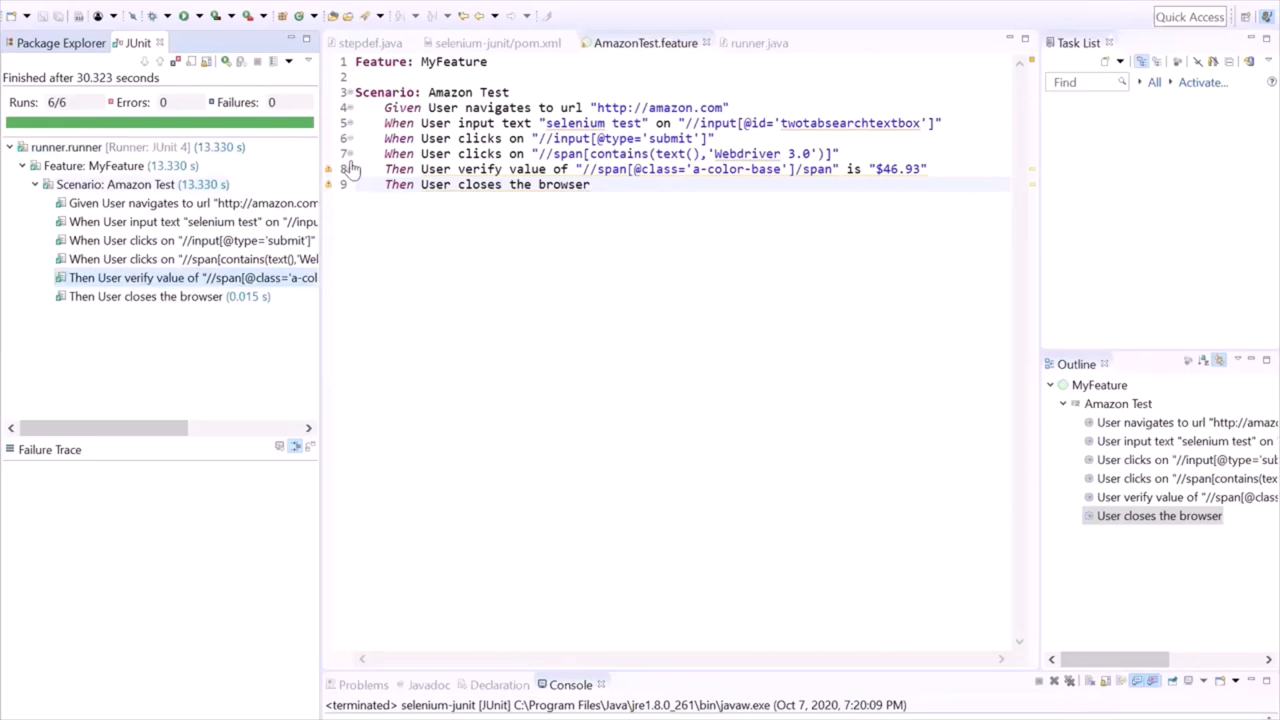 Quick Access
Package Explorer
JUnit
Finished after 30.323 seconds
Runs: 6/6
Errors: 0
Failures: 0
runner.runner [Runner: JUnit 4] (13.330 s)
Feature: MyFeature (13.330 s)
Scenario: Amazon Test (13.330 s)
Given User navigates to url "http://amazon.com
When User input text "selenium test" on "//inpu
When User clicks on "//input[@type='submit']"
When User clicks on "//span[contains(text(),'We
Then User verify value of "//span[@class='a-col
Then User closes the browser (0.015 s)
Failure Trace
stepdef.java
selenium-junit/pom.xml
AmazonTest.feature
runner.java
1 Feature: MyFeature
2
3 Scenario: Amazon Test
4 Given User navigates to url "http://amazon.com"
5 When User input text "selenium test" on "//input[@id='twotabsearchtextbox']"
6 When User clicks on "//input[@type='submit']"
7 When User clicks on "//span[contains(text(),'Webdriver 3.0')]"
8 Then User verify value of "//span[@class='a-color-base']/span" is "$46.93"
9 Then User closes the browser
Task List
Find
All
Activate...
Outline
MyFeature
Amazon Test
User navigates to url "http://amaz
User input text "selenium test" on
User clicks on "//input[@type='sub
User clicks on "//span[contains(tex
User verify value of "//span[@class
User closes the browser
Problems
Javadoc
Declaration
Console
<terminated> selenium-junit [JUnit] C:\Program Files\Java\jre1.8.0_261\bin\javaw.exe (Oct 7, 2020, 7:20:09 PM)